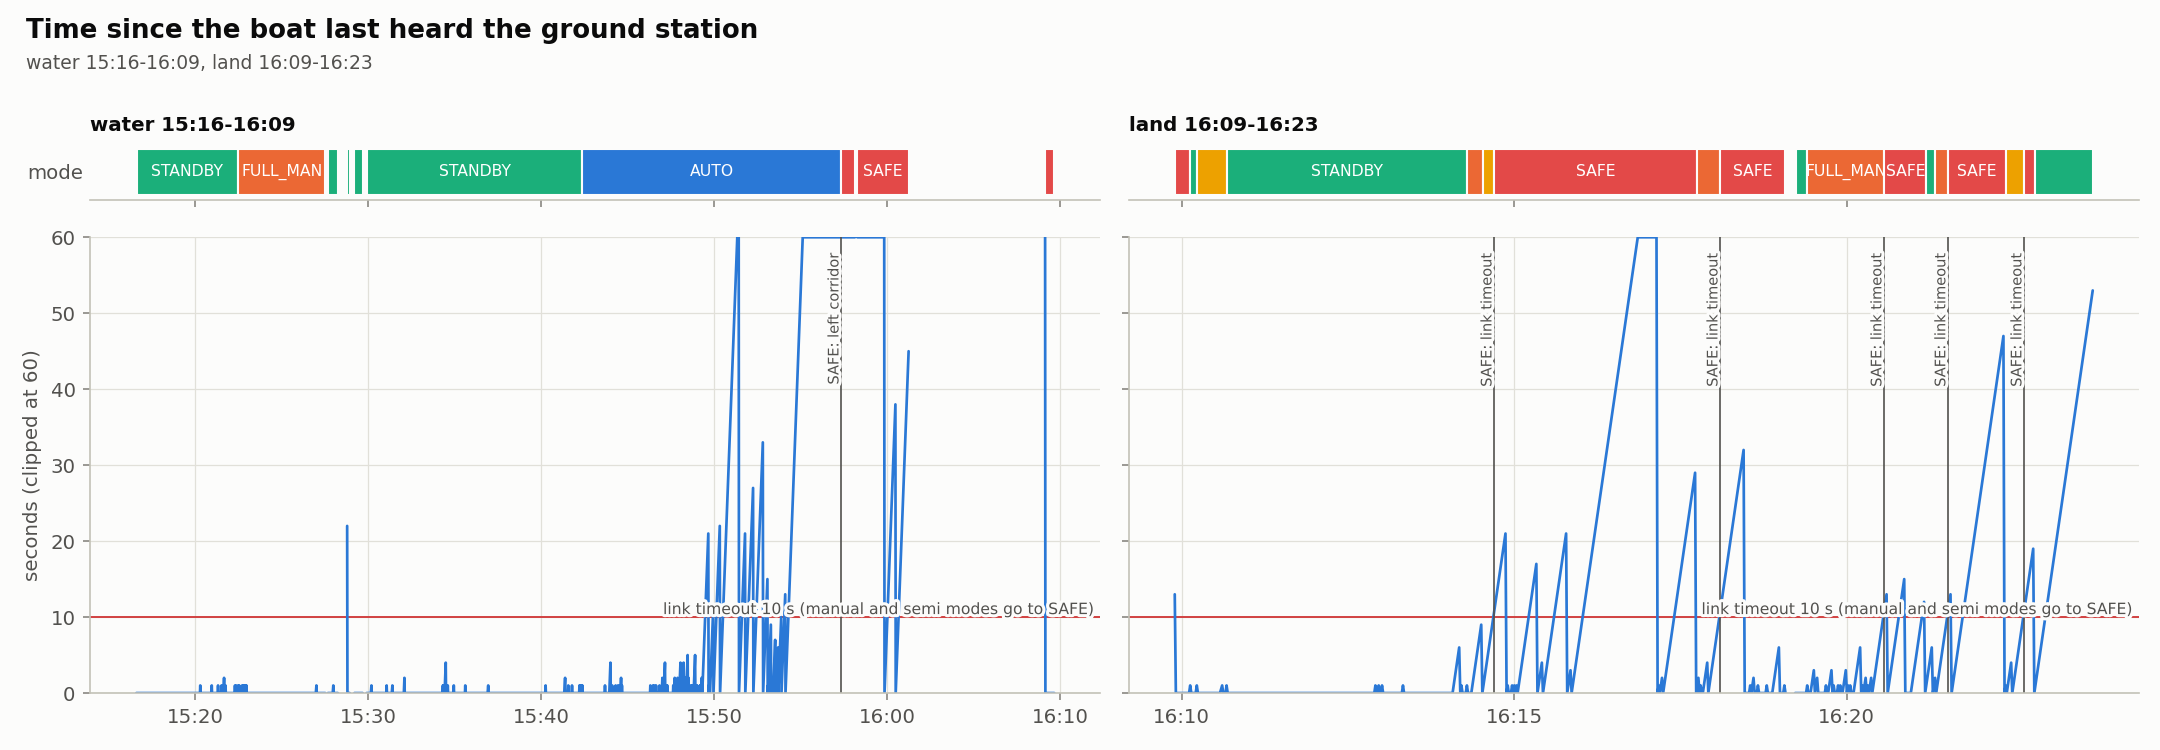 Time since the boat last heard the ground station
water 15:16-16:09, land 16:09-16:23
water 15:16-16:09
land 16:09-16:23
mode
STANDBY
FULL_MAN
STANDBY
AUTO
SAFE
STANDBY
SAFE
SAFE
FULL_MAN
SAFE
SAFE
seconds (clipped at 60)
60
50
40
30
20
10
0
SAFE: left corridor
link timeout 10 s (manual and semi modes go to SAFE)
15:20
15:30
15:40
15:50
16:00
16:10
SAFE: link timeout
SAFE: link timeout
SAFE: link timeout
SAFE: link timeout
SAFE: link timeout
link timeout 10 s (manual and semi modes go to SAFE)
16:10
16:15
16:20